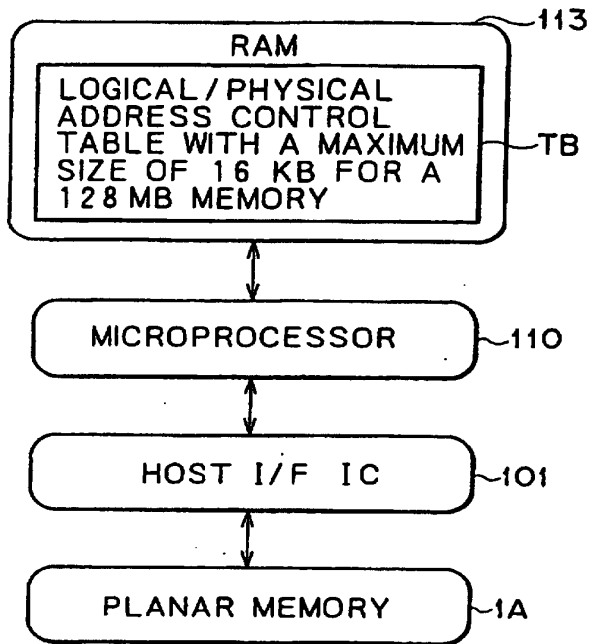 113
RAM
LOGICAL/PHYSICAL
ADDRESS CONTROL
TABLE WITH A MAXIMUM
SIZE OF 16 KB FOR A
128 MB MEMORY
TB
MICROPROCESSOR
110
HOST I/F IC
101
PLANAR MEMORY
1A